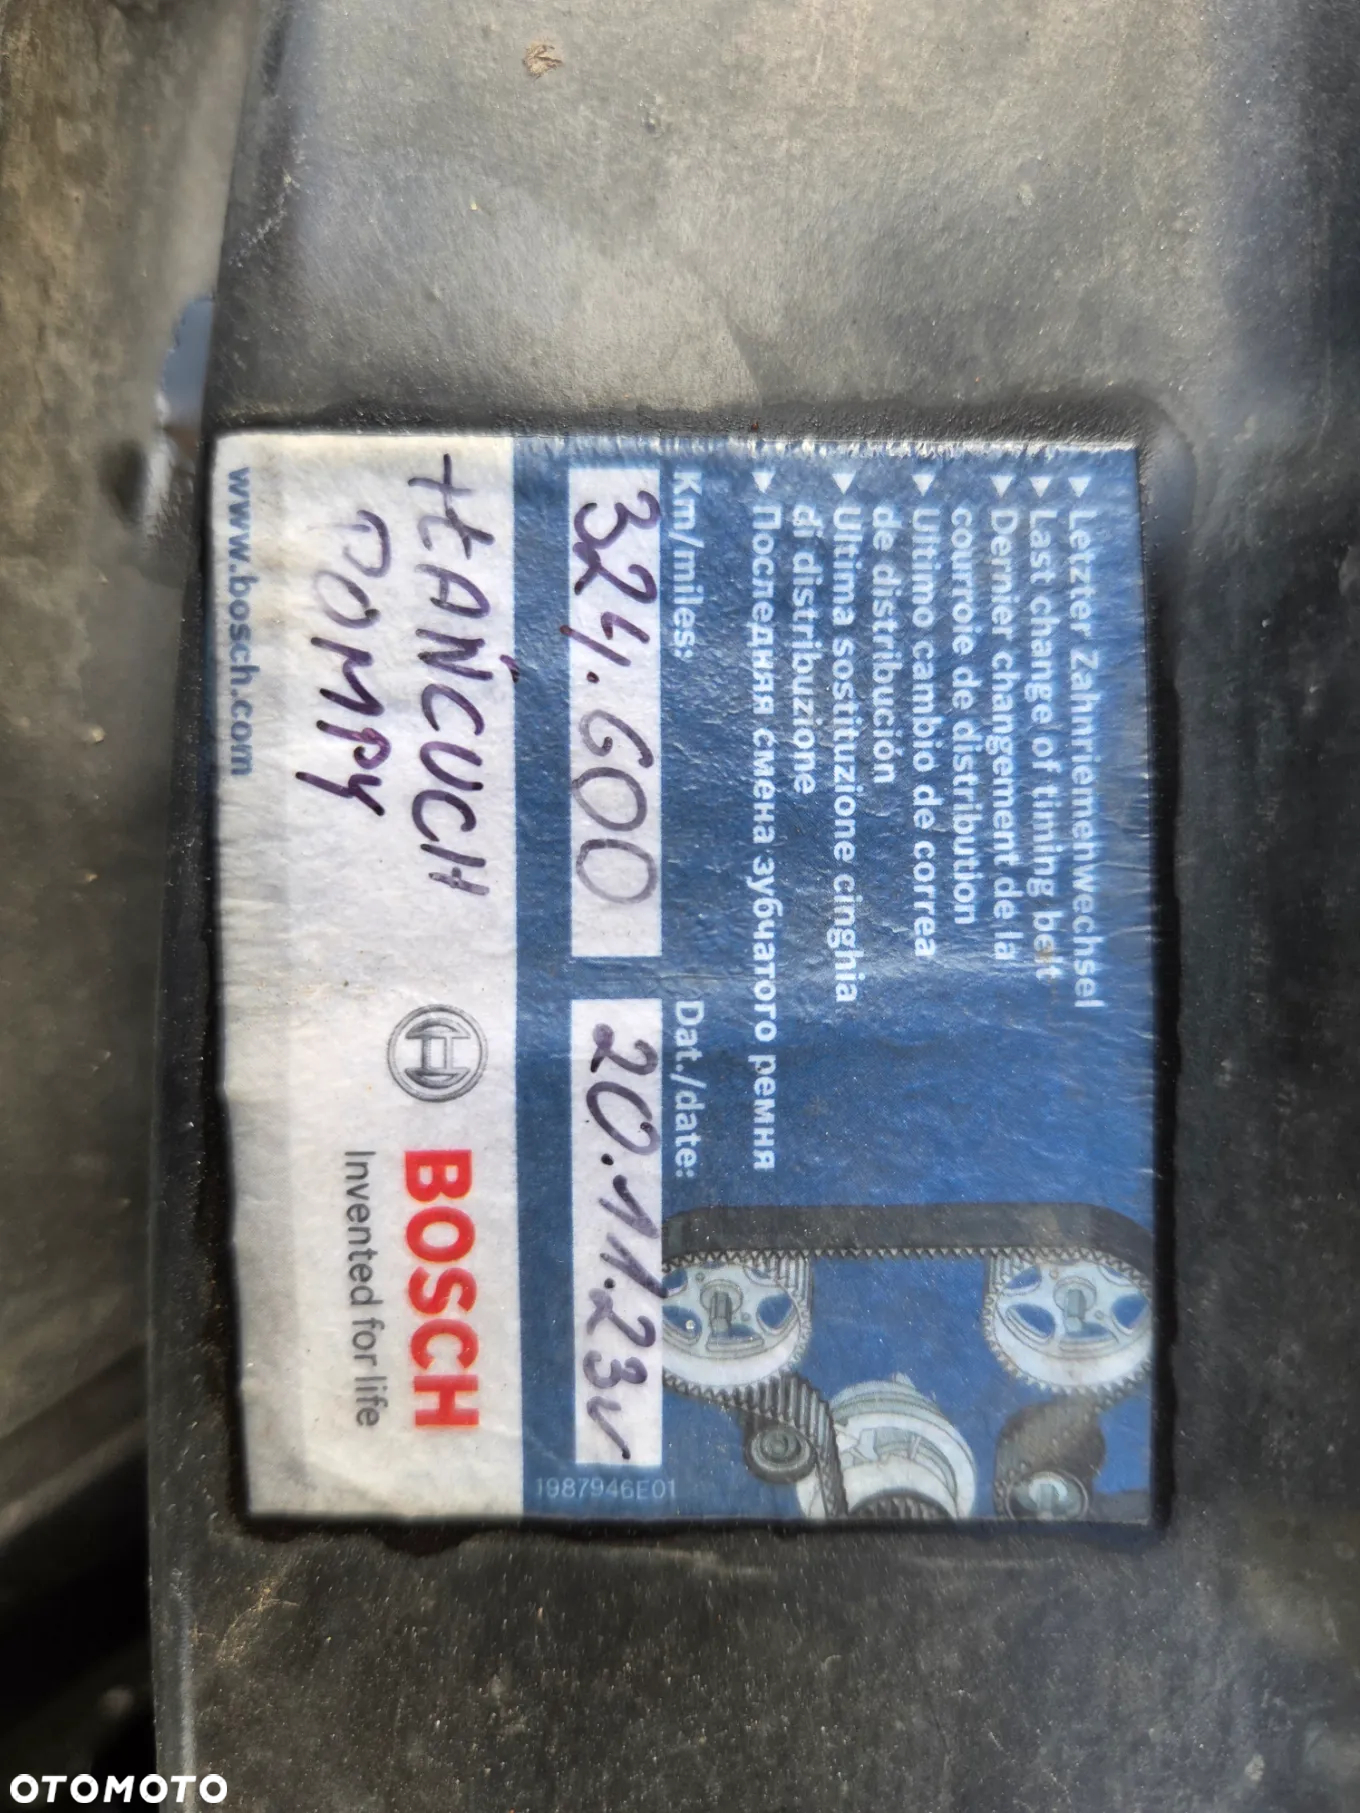 ▶ Letzter Zahnriemenwechsel
▶ Last change of timing belt
▶ Dernier changement de la
courroie de distribution
▶ Ultimo cambio de correa
de distribución
▶ Ultima sostituzione cinghia
di distribuzione
▶ Последняя смена зубчатого ремня
Km/miles: Dat./date:
324.600 20.11.23r
1987946E01
+ŁAŃCUCH
POMPY
BOSCH
Invented for life
www.bosch.com
OTOMOTO